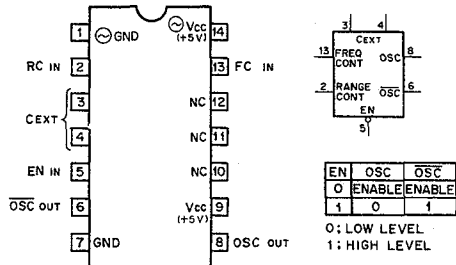 1 ~ GND ~ Vcc (+5V) 14
RC IN 2 13 FC IN
CEXT
3 NC 12
4 NC 11
EN IN 5 NC 10
OSC OUT 6 Vcc (+5V) 9
7 GND 8 OSC OUT
3 4
CEXT
13 FREQ CONT OSC 8
2 RANGE CONT OSC 6
EN
5
EN OSC OSC
0 ENABLE ENABLE
1 0 1
0; LOW LEVEL
1; HIGH LEVEL